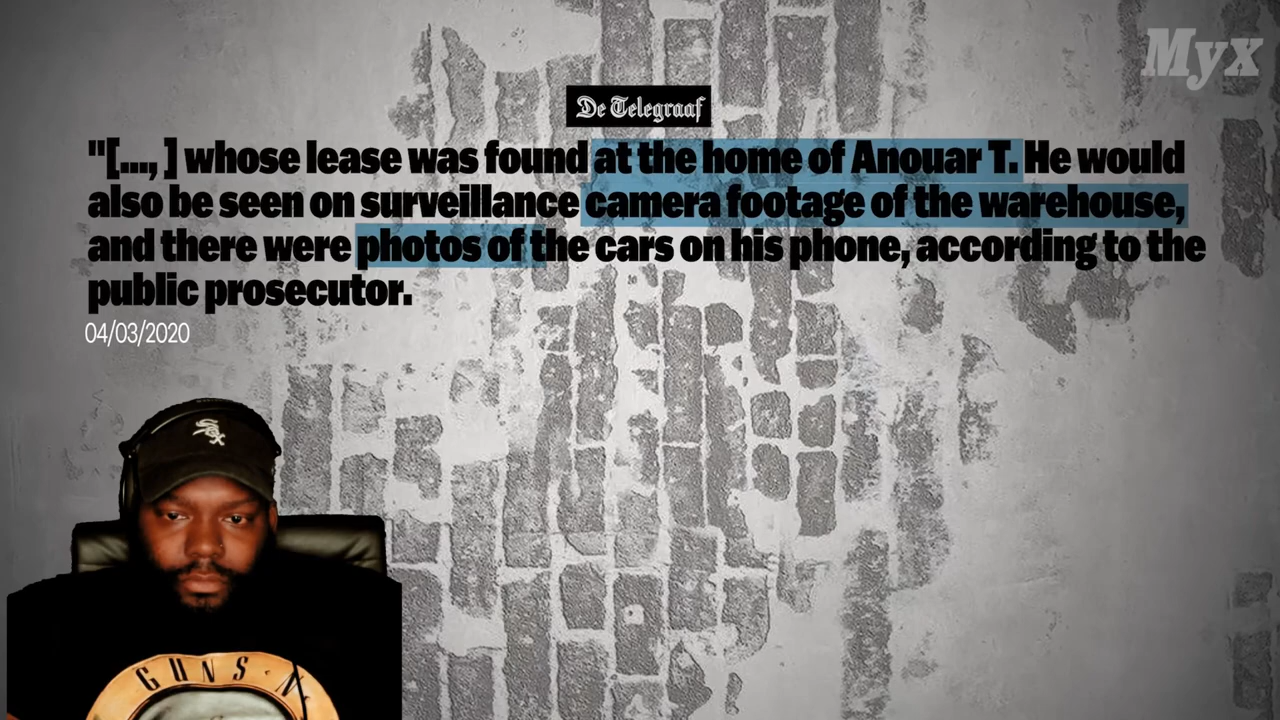 Myx
De Telegraaf
"[...., ] whose lease was found at the home of Anouar T. He would
also be seen on surveillance camera footage of the warehouse,
and there were photos of the cars on his phone, according to the
public prosecutor.
04/03/2020
Sox
GUNS N